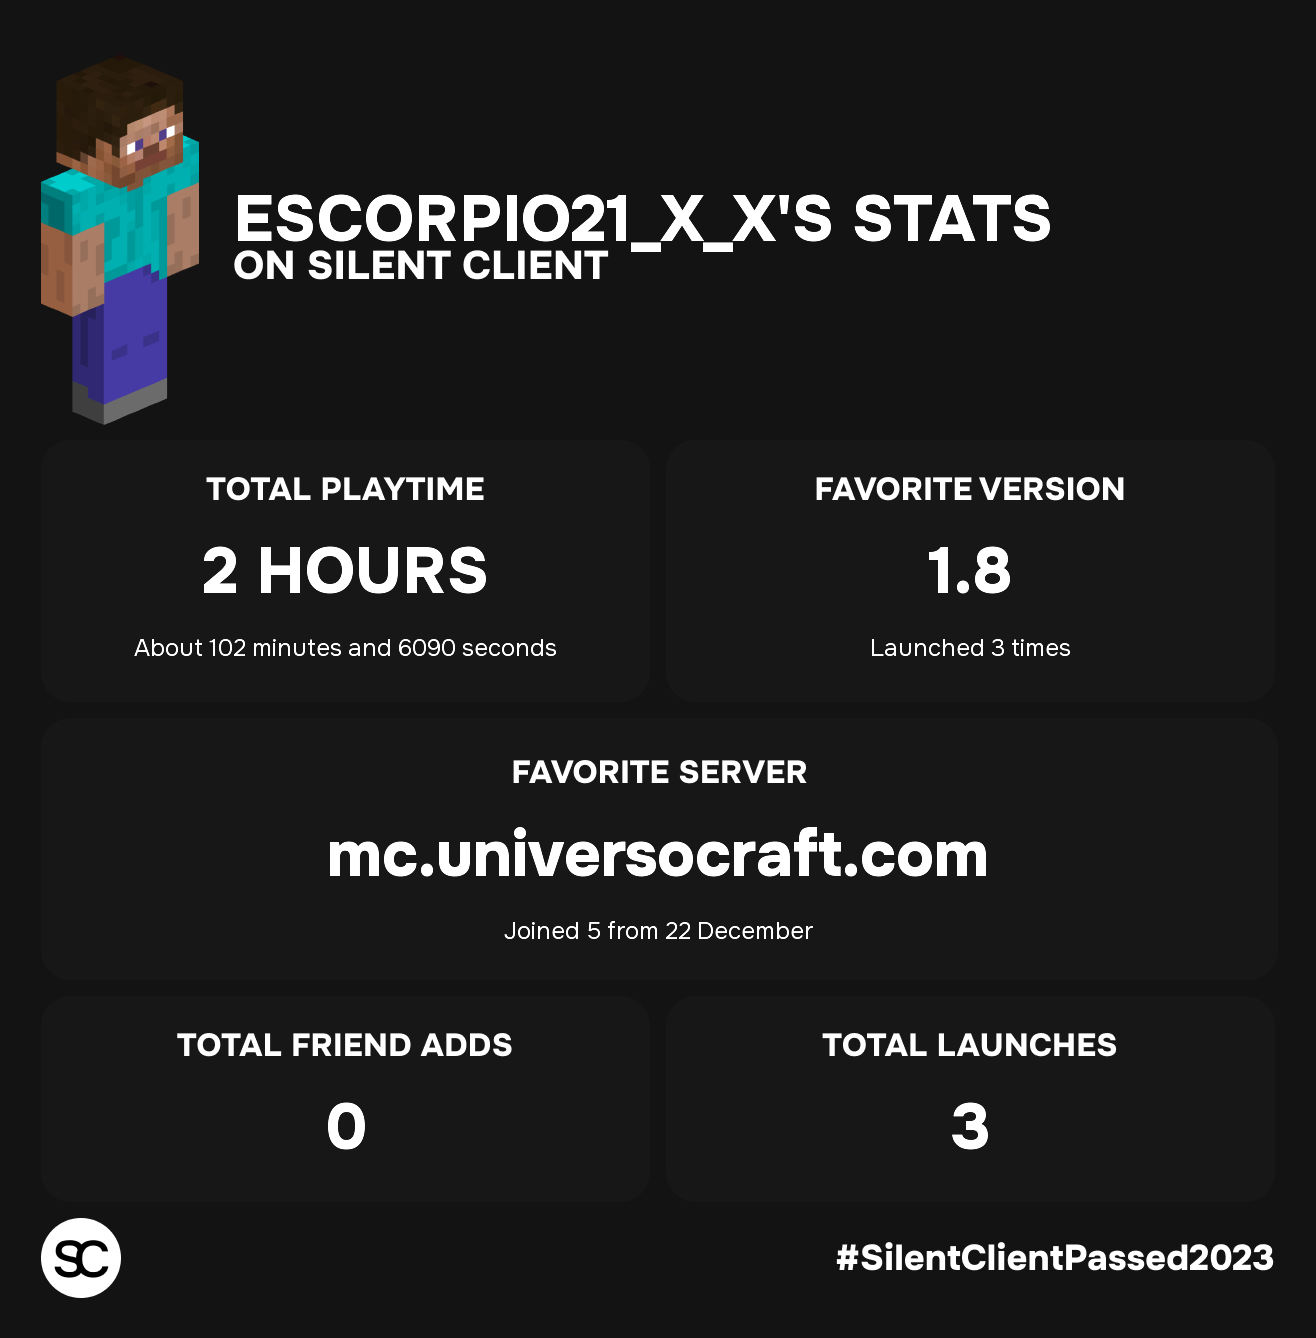 ESCORPIO21_X_X'S STATS
ON SILENT CLIENT
TOTAL PLAYTIME
2 HOURS
About 102 minutes and 6090 seconds
FAVORITE VERSION
1.8
Launched 3 times
FAVORITE SERVER
mc.universocraft.com
Joined 5 from 22 December
TOTAL FRIEND ADDS
0
TOTAL LAUNCHES
3
SC
#SilentClientPassed2023